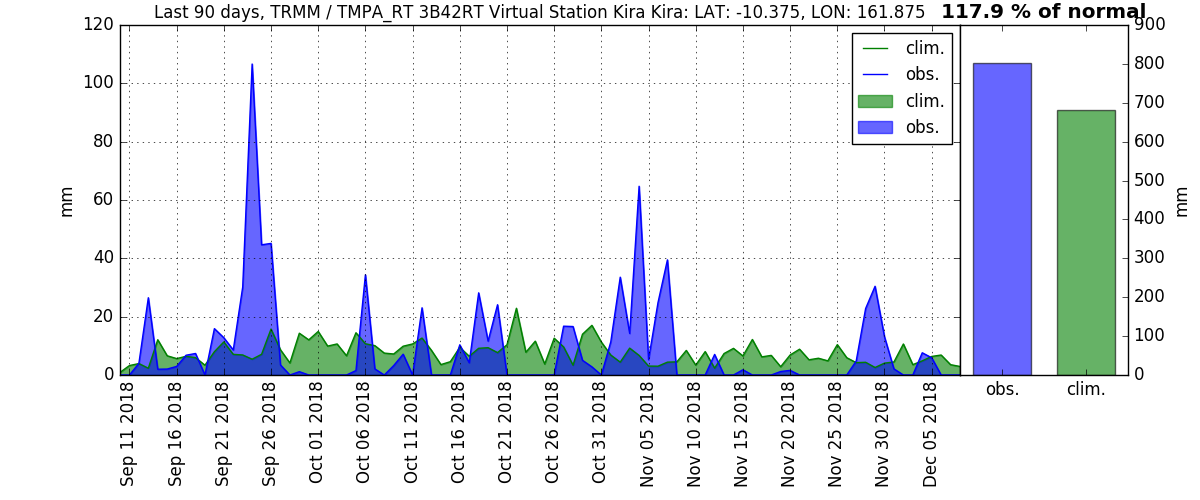 Last 90 days, TRMM / TMPA_RT 3B42RT Virtual Station Kira Kira: LAT: -10.375, LON: 161.875 117.9 % of normal
120
100
80
60
40
20
0
mm
clim.
obs.
clim.
obs.
Sep 11 2018
Sep 16 2018
Sep 21 2018
Sep 26 2018
Oct 01 2018
Oct 06 2018
Oct 11 2018
Oct 16 2018
Oct 21 2018
Oct 26 2018
Oct 31 2018
Nov 05 2018
Nov 10 2018
Nov 15 2018
Nov 20 2018
Nov 25 2018
Nov 30 2018
Dec 05 2018
900
800
700
600
500
400
300
200
100
0
mm
obs.
clim.